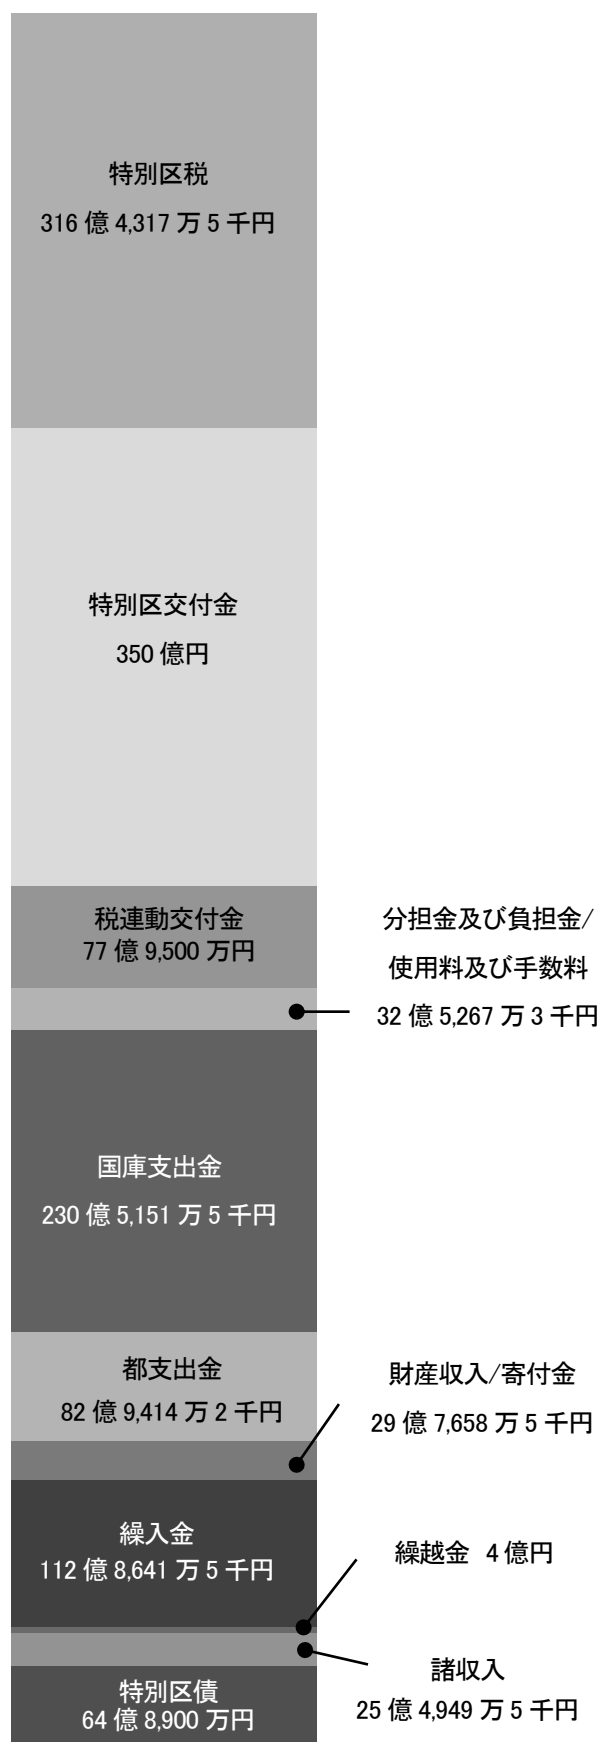 特別区税
316 億 4,317 万 5 千円
特別区交付金
350 億円
税連動交付金
77 億 9,500 万円
分担金及び負担金/
使用料及び手数料
32 億 5,267 万 3 千円
国庫支出金
230 億 5,151 万 5 千円
都支出金
82 億 9,414 万 2 千円
財産収入/寄付金
29 億 7,658 万 5 千円
繰入金
112 億 8,641 万 5 千円
繰越金 4 億円
諸収入
25 億 4,949 万 5 千円
特別区債
64 億 8,900 万円